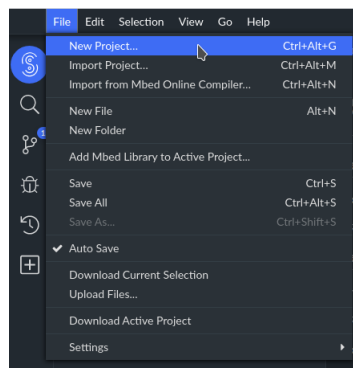 File Edit Selection View Go Help
New Project... Ctrl+Alt+G
Import Project... Ctrl+Alt+M
Import from Mbed Online Compiler... Ctrl+Alt+N
New File Alt+N
New Folder
1
Add Mbed Library to Active Project...
Save Ctrl+S
Save All Ctrl+Alt+S
Save As... Ctrl+Shift+S
Auto Save
Download Current Selection
Upload Files...
Download Active Project
Settings